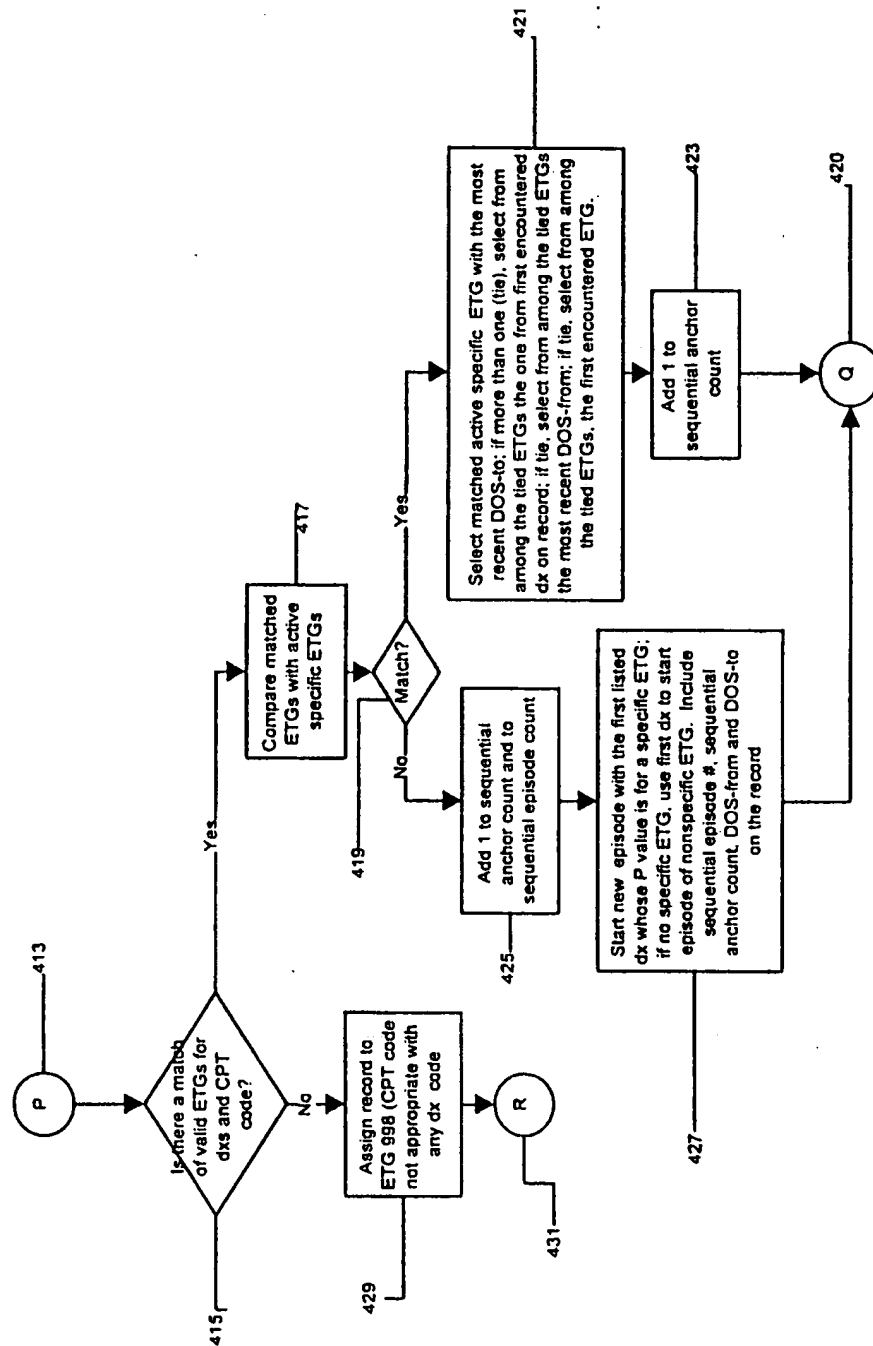 P
413
Is there a match
of valid ETGs for
dxs and CPT
code?
415
Yes
No
Compare matched
ETGs with active
specific ETGs
417
Match?
419
Yes
No
Assign record to
ETG 998 (CPT code
not appropriate with
any dx code
429
R
431
Add 1 to sequential
anchor count and to
sequential episode count
425
Select matched active specific ETG with the most
recent DOS-to; if more than one (tie), select from
among the tied ETGs the one from first encountered
dx on record; if tie, select from among the tied ETGs
the most recent DOS-from; if tie, select from among
the tied ETGs, the first encountered ETG.
421
Start new episode with the first listed
dx whose P value is for a specific ETG;
if no specific ETG, use first dx to start
episode of nonspecific ETG. Include
sequential episode #, sequential
anchor count, DOS-from and DOS-to
on the record
427
Add 1 to
sequential anchor
count
423
Q
420